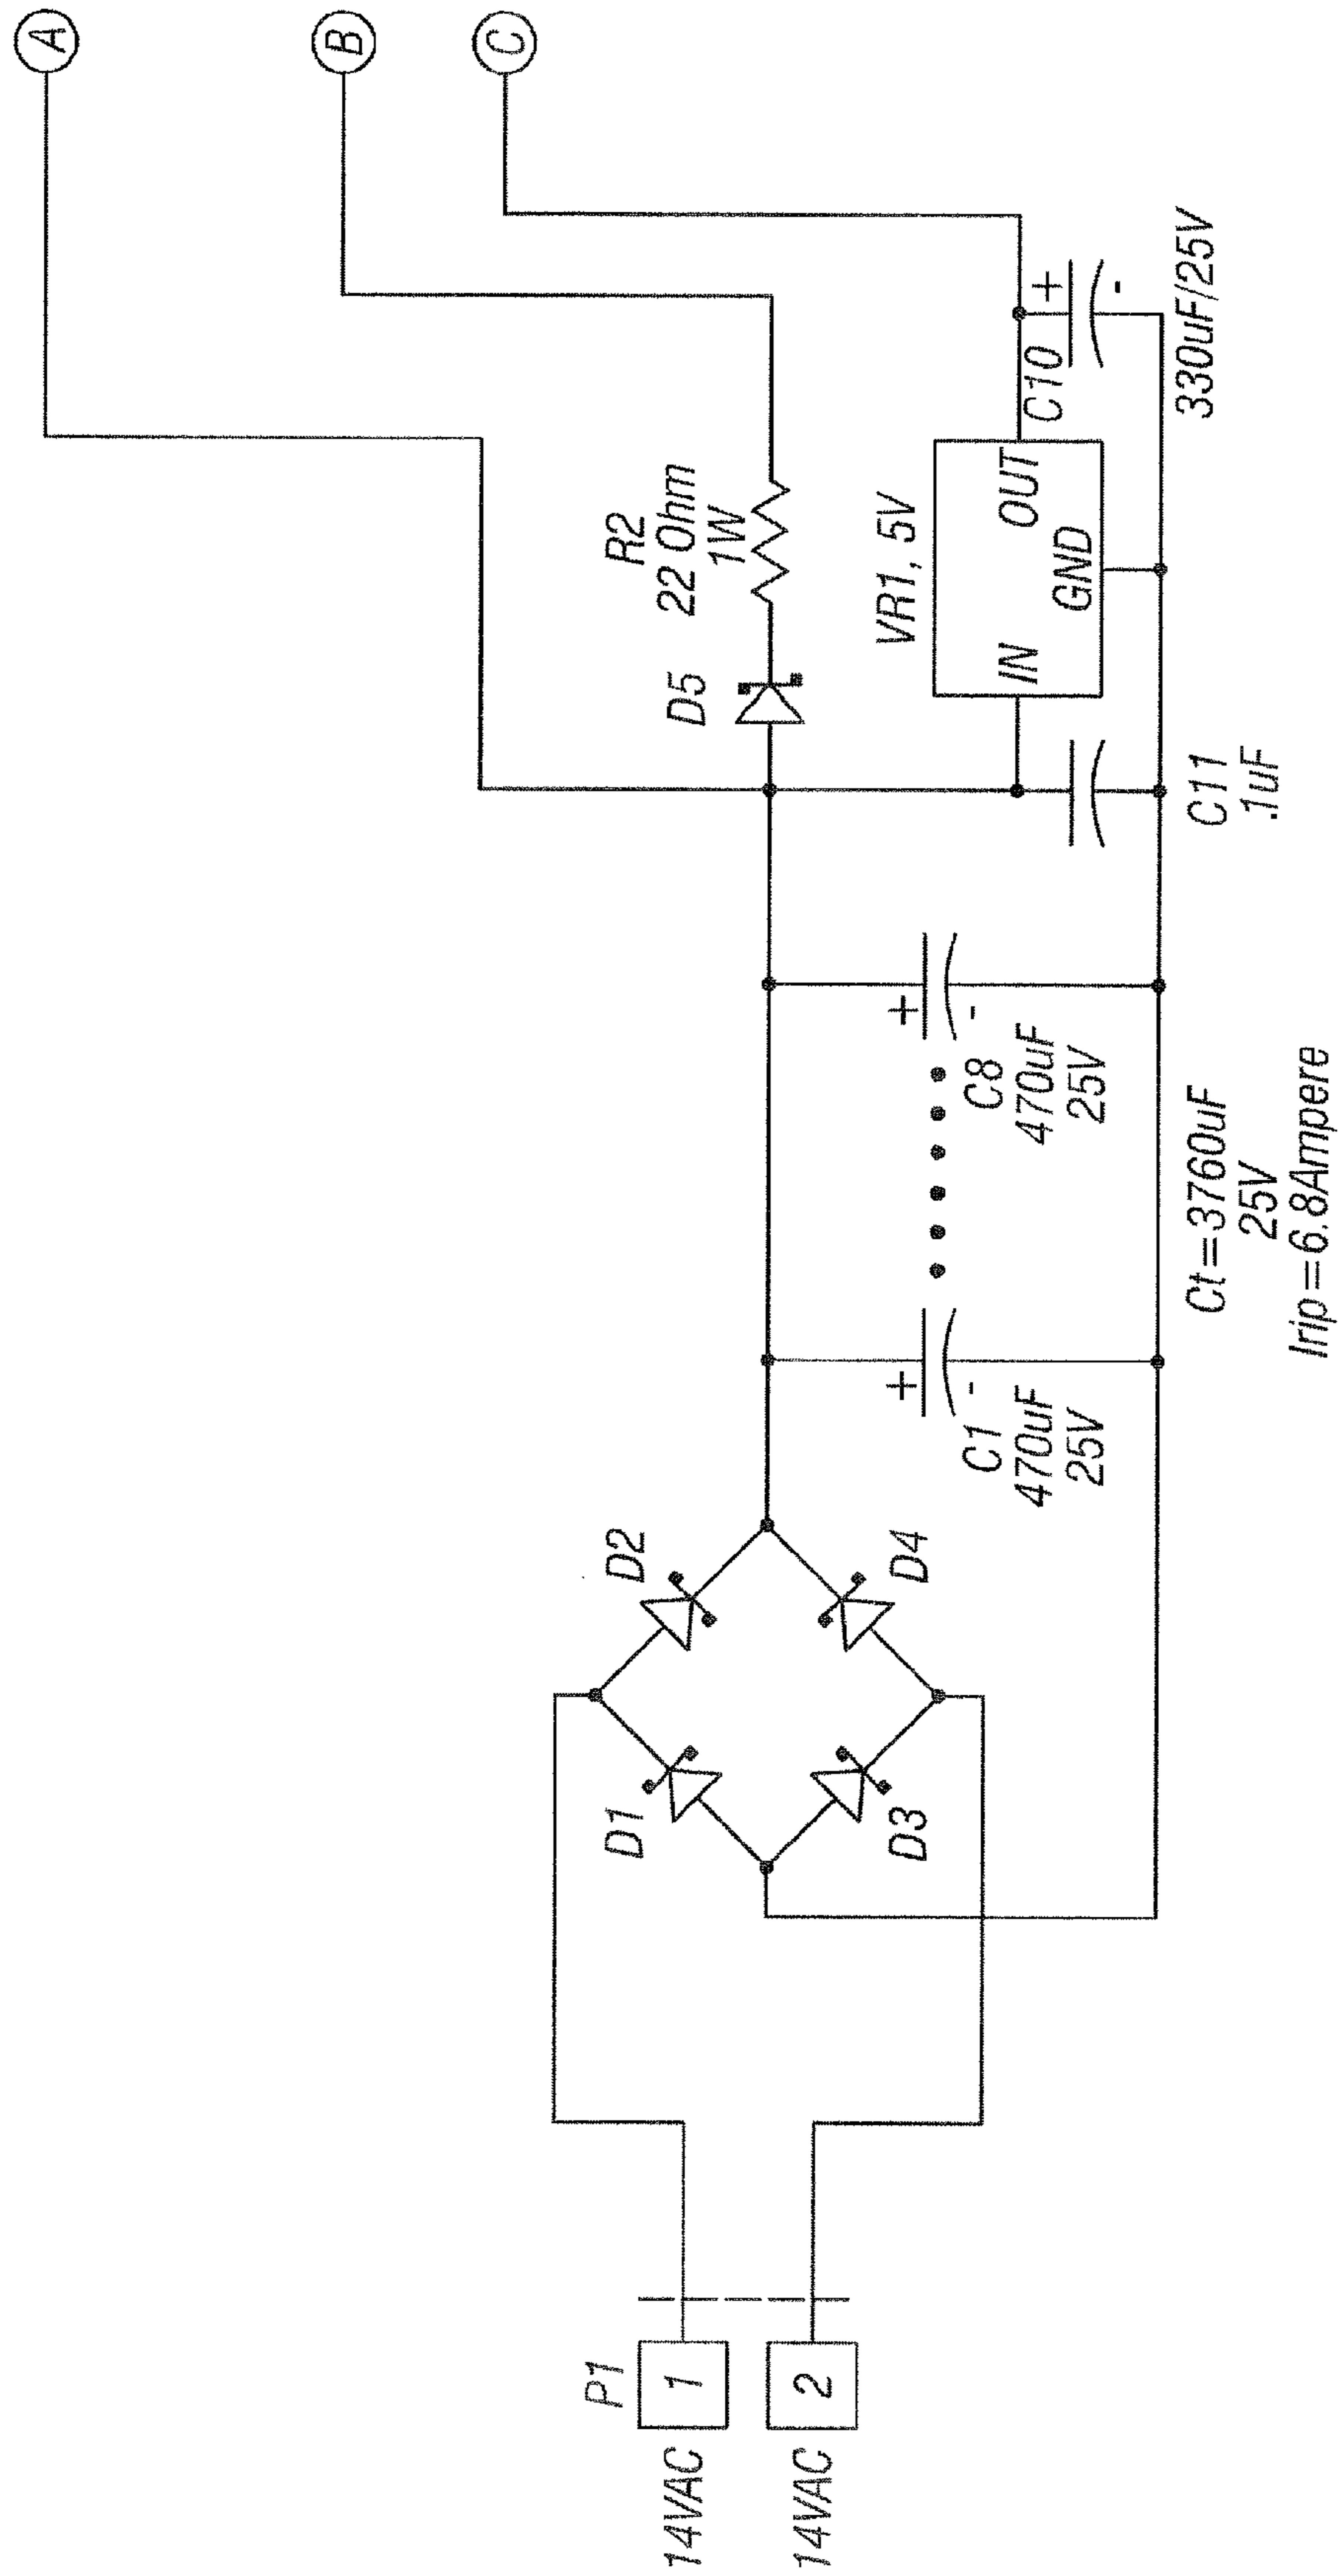 A
B
C
R2
22 Ohm
1W
D5
VR1, 5V
IN
OUT
GND
C10
+
-
330uF/25V
C11
.1uF
D2
D4
D1
D3
+
-
C1
470uF
25V
+
-
C8
470uF
25V
Ct=3760uF
25V
Irip=6.8Ampere
P1
14VAC
1
14VAC
2